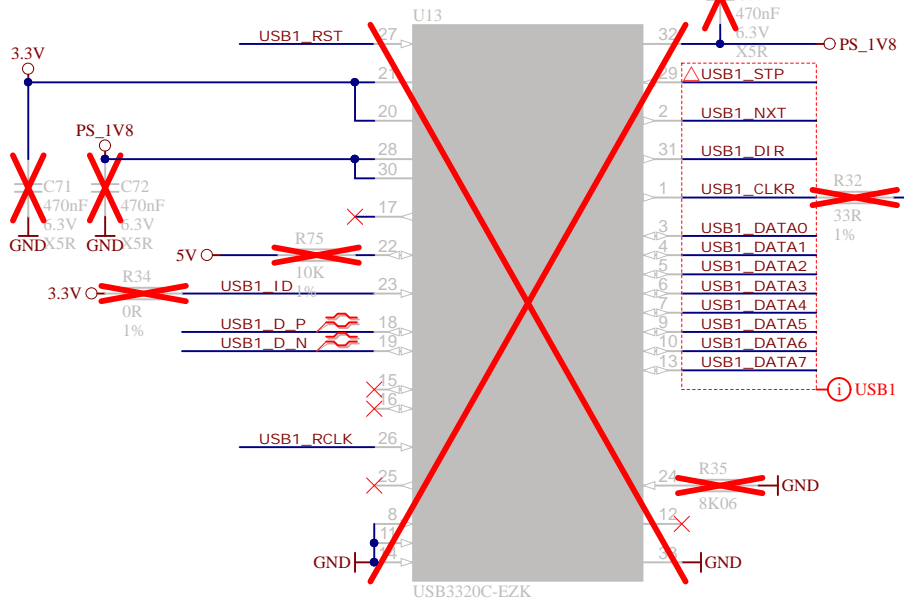 U13
470nF
6.3V
X5R
USB1_RST
27
32
PS_1V8
3.3V
21
29
USB1_STP
20
2
USB1_NXT
PS_1V8
28
31
USB1_DIR
30
C71
470nF
6.3V
X5R
GND
C72
470nF
6.3V
X5R
GND
1
USB1_CLKR
R32
33R
1%
17
3
USB1_DATA0
5V
R75
10K
1%
22
4
USB1_DATA1
5
USB1_DATA2
3.3V
R34
0R
1%
USB1_ID
23
6
USB1_DATA3
7
USB1_DATA4
USB1_D_P
18
9
USB1_DATA5
USB1_D_N
19
10
USB1_DATA6
13
USB1_DATA7
15
i USB1
16
USB1_RCLK
26
25
24
R35
8K06
GND
8
12
11
GND
14
33
GND
USB3320C-EZK